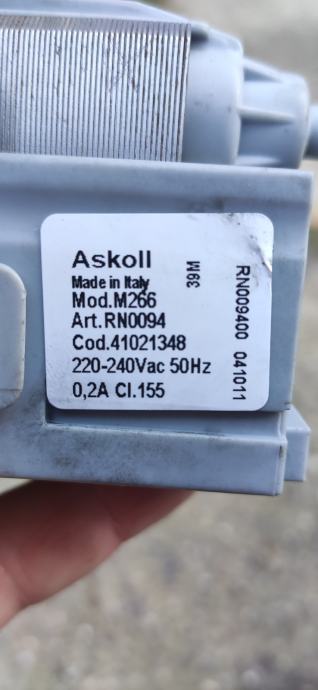 Askoll
Made in Italy
Mod.M266
Art.RN0094
Cod.41021348
220-240Vac 50Hz
0,2A Cl.155
39M
RN009400 041011